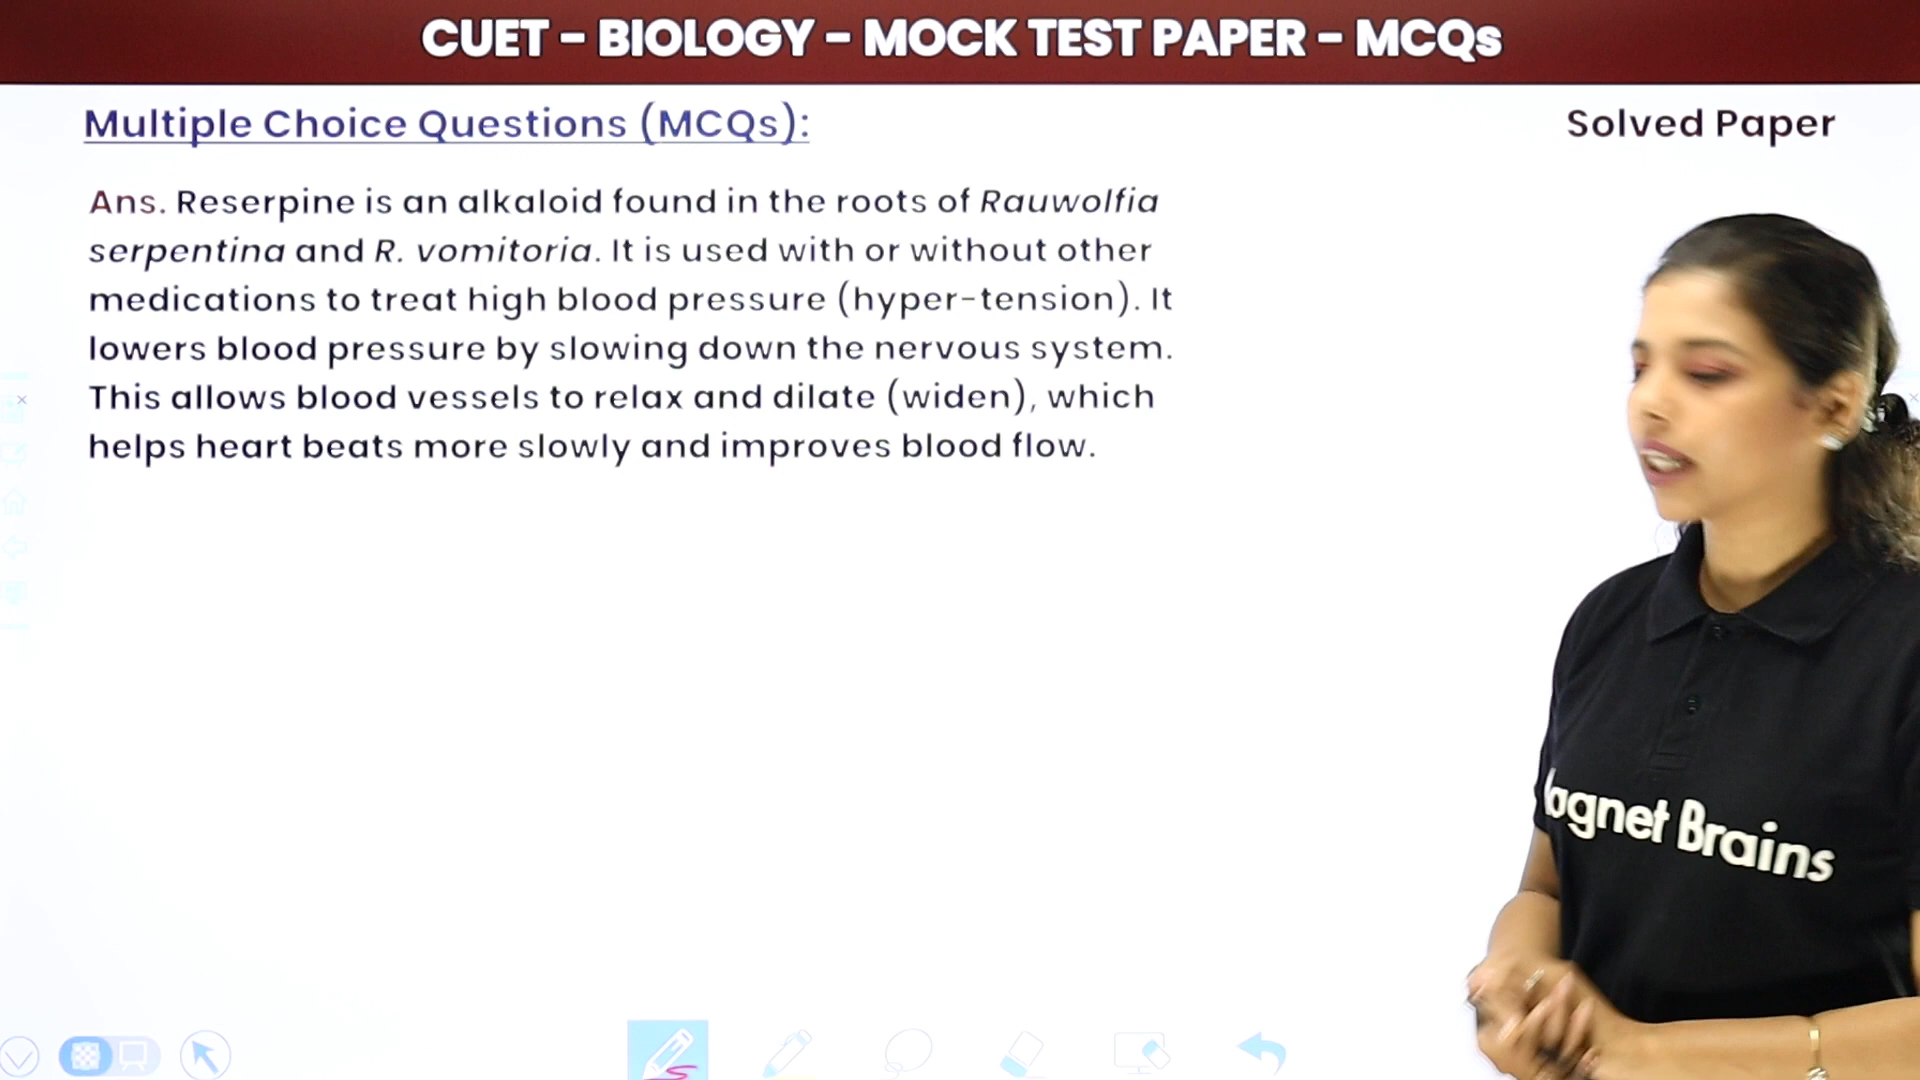 CUET - BIOLOGY - MOCK TEST PAPER - MCQs
Multiple Choice Questions (MCQs):
Solved Paper
Ans. Reserpine is an alkaloid found in the roots of Rauwolfia
serpentina and R. vomitoria. It is used with or without other
medications to treat high blood pressure (hyper-tension). It
lowers blood pressure by slowing down the nervous system.
This allows blood vessels to relax and dilate (widen), which
helps heart beats more slowly and improves blood flow.
agnet Brains